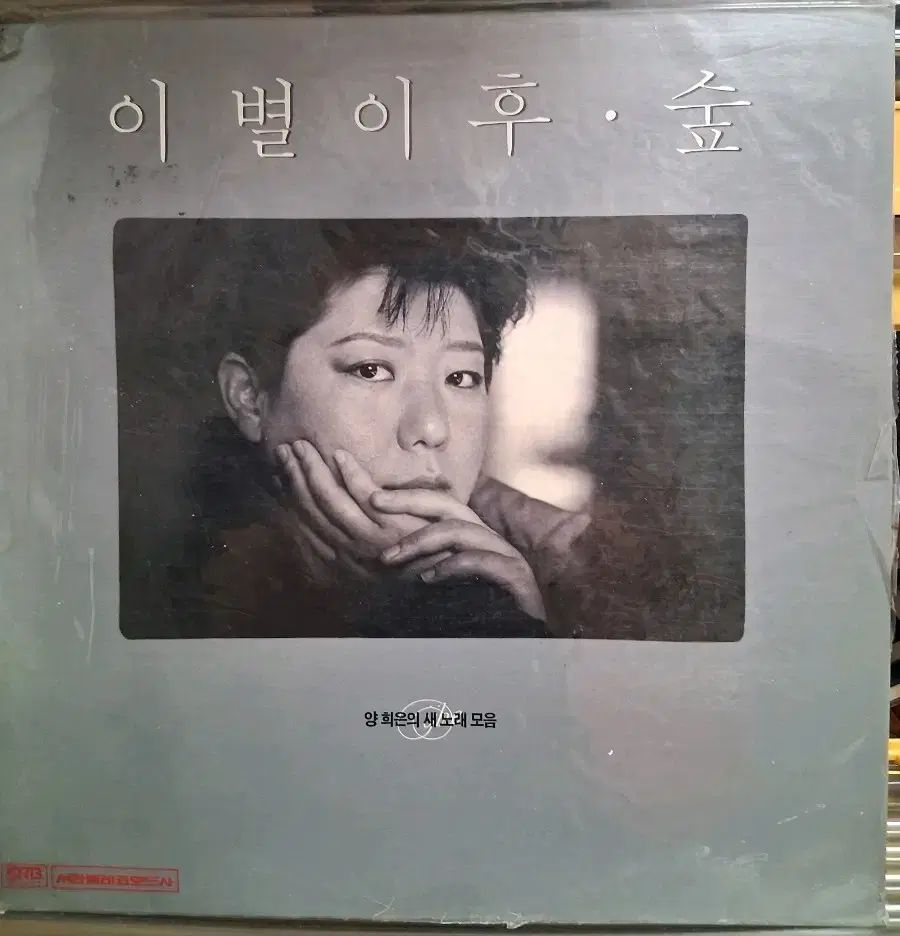 이 별 이 후 · 숲
양 희은의 새 노래 모음